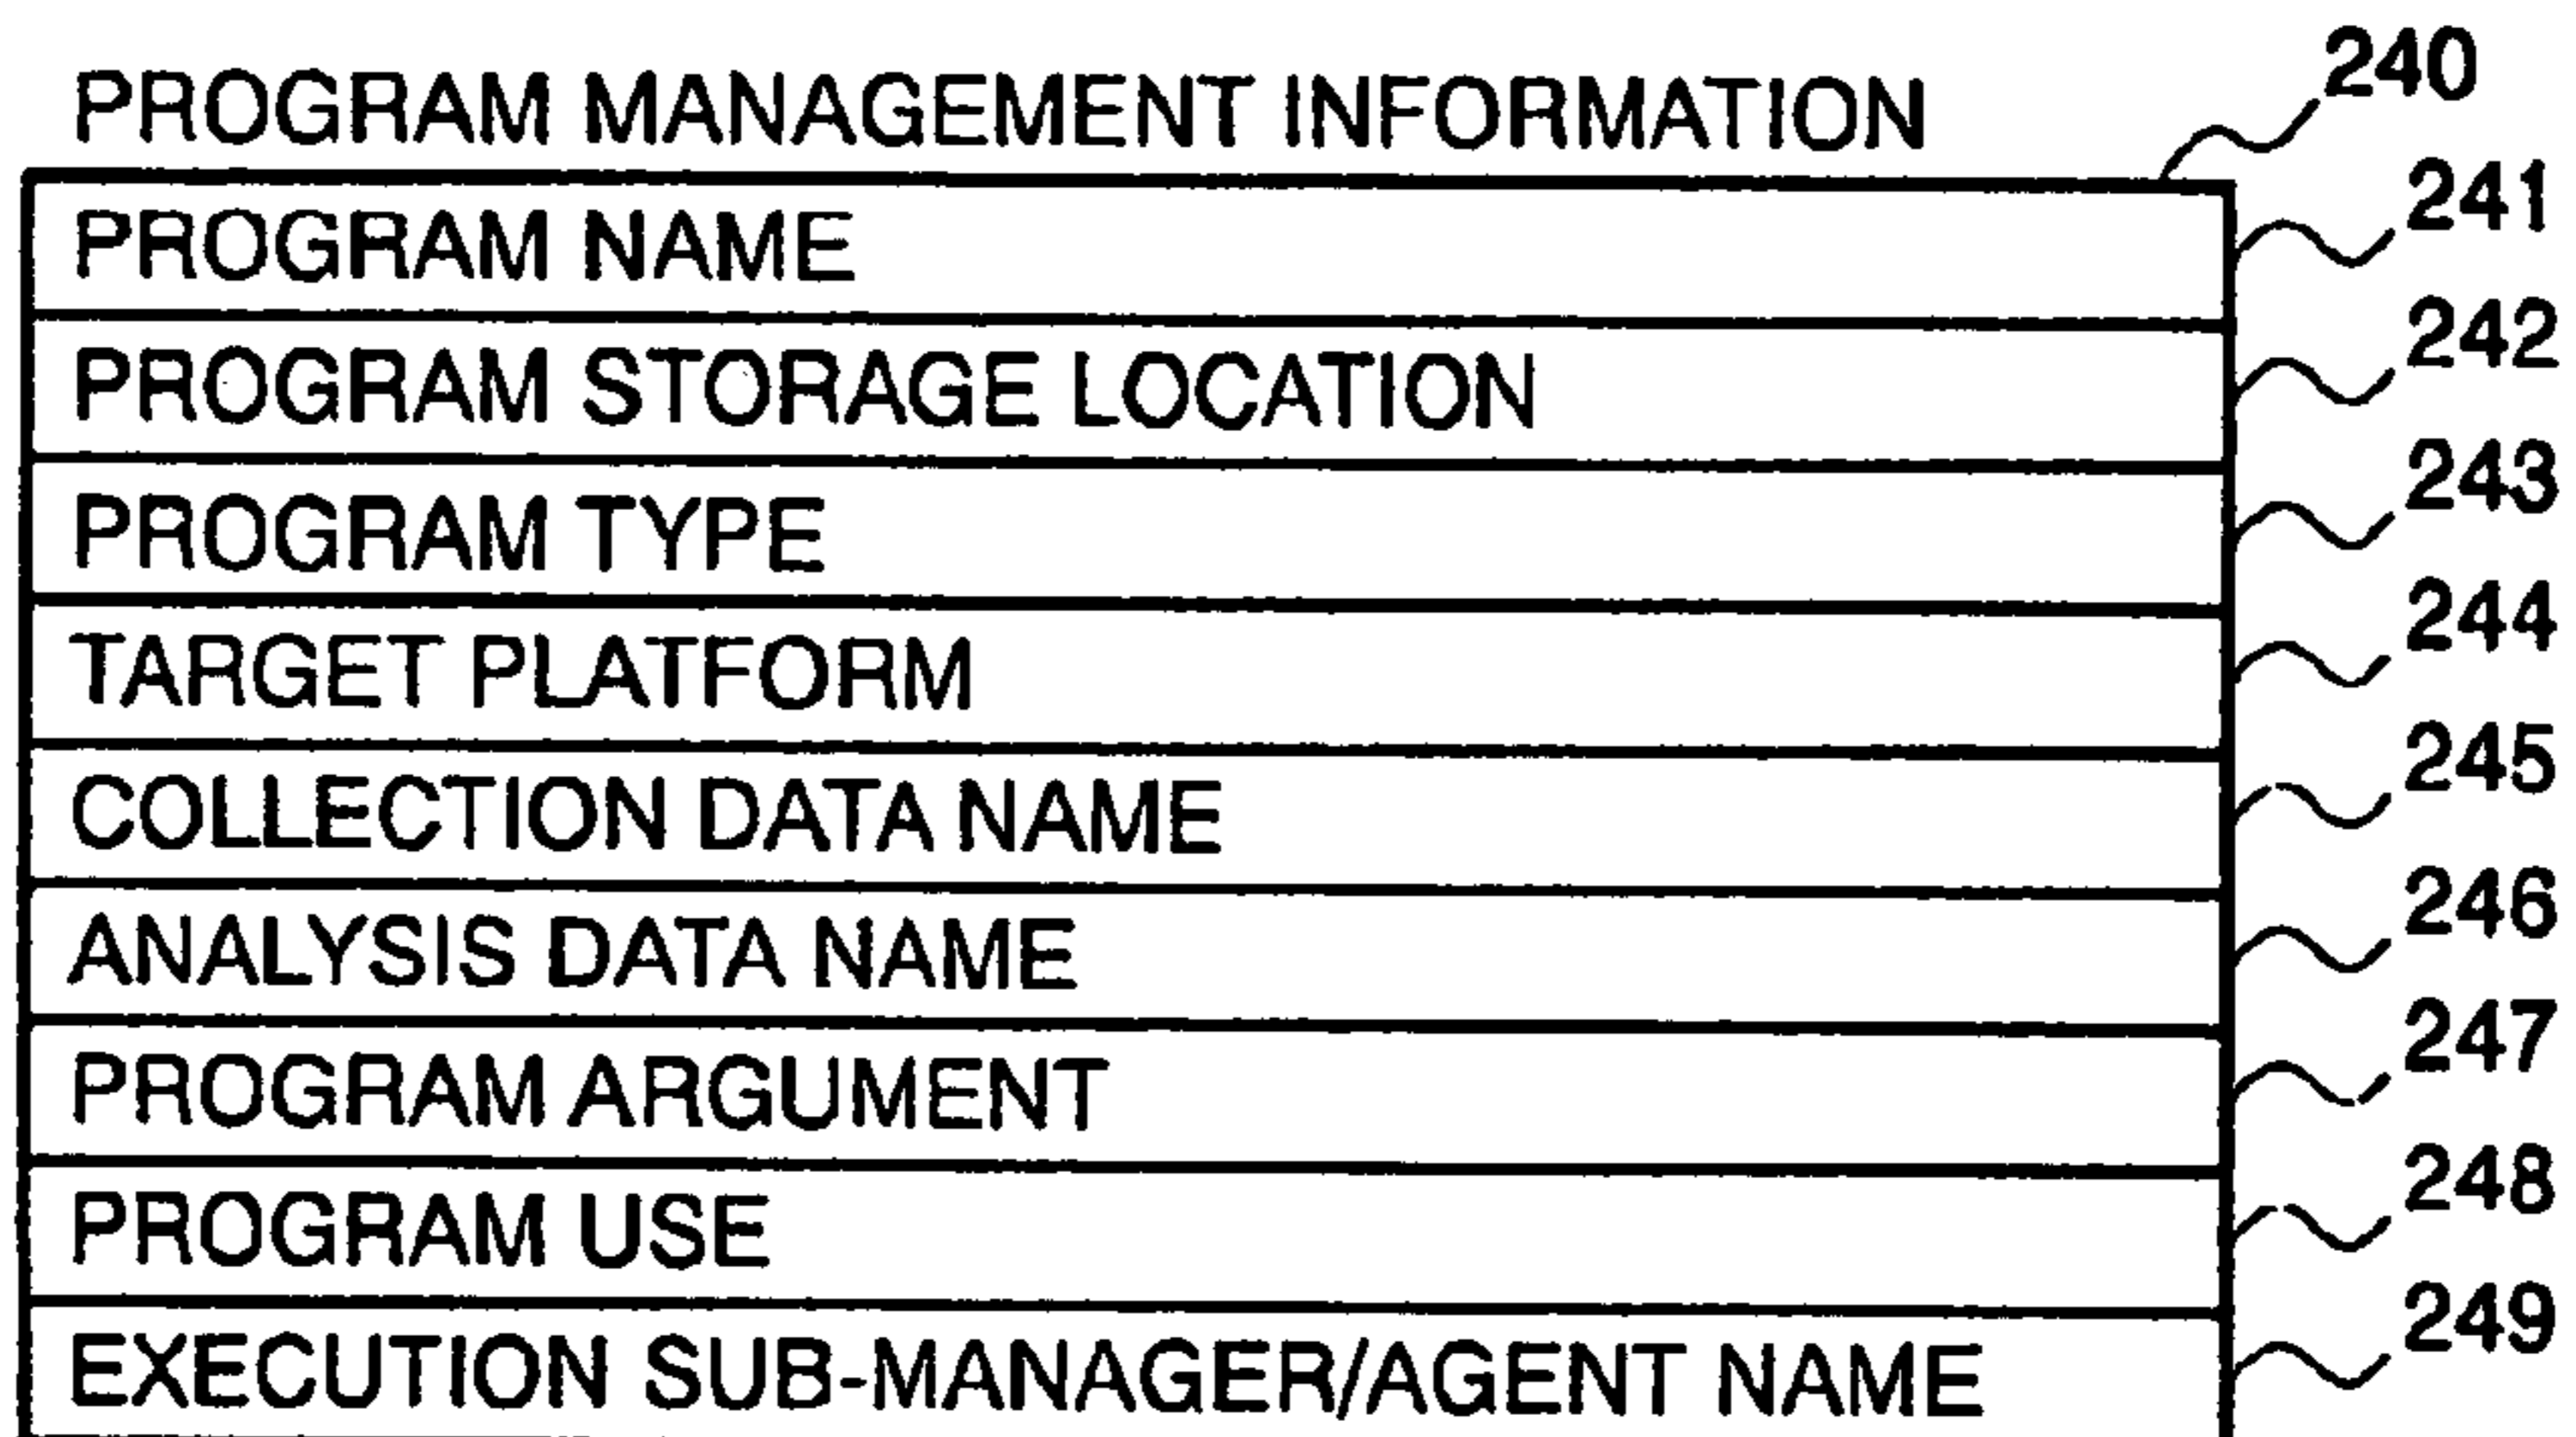 240
PROGRAM MANAGEMENT INFORMATION
PROGRAM NAME 241
PROGRAM STORAGE LOCATION 242
PROGRAM TYPE 243
TARGET PLATFORM 244
COLLECTION DATA NAME 245
ANALYSIS DATA NAME 246
PROGRAM ARGUMENT 247
PROGRAM USE 248
EXECUTION SUB-MANAGER/AGENT NAME 249